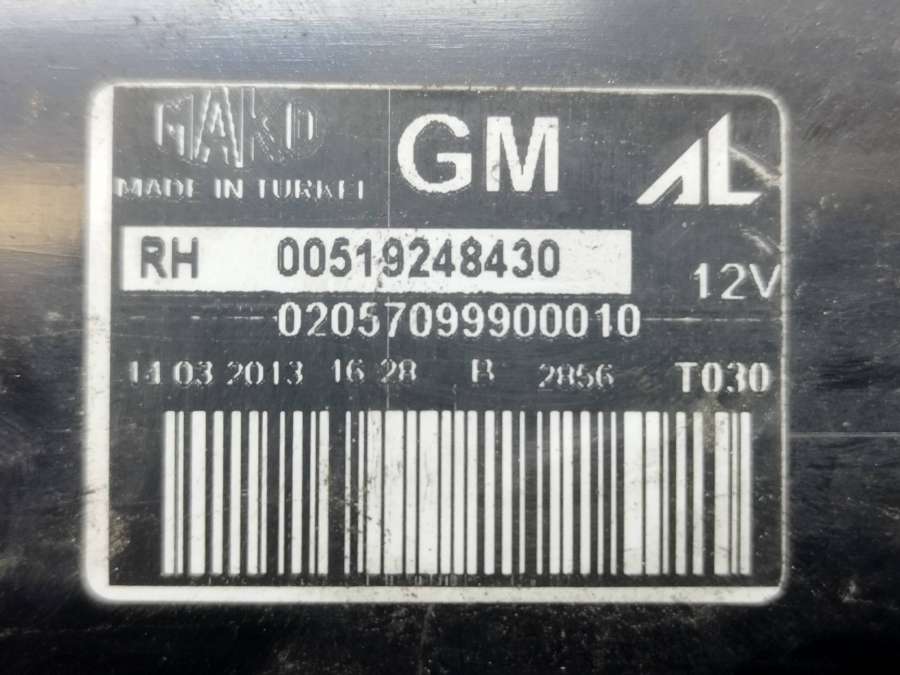 MAKO GM AL
MADE IN TURKEY
RH 00519248430
12V
02057099900010
14 03 2013 16 28 B 2856 T030